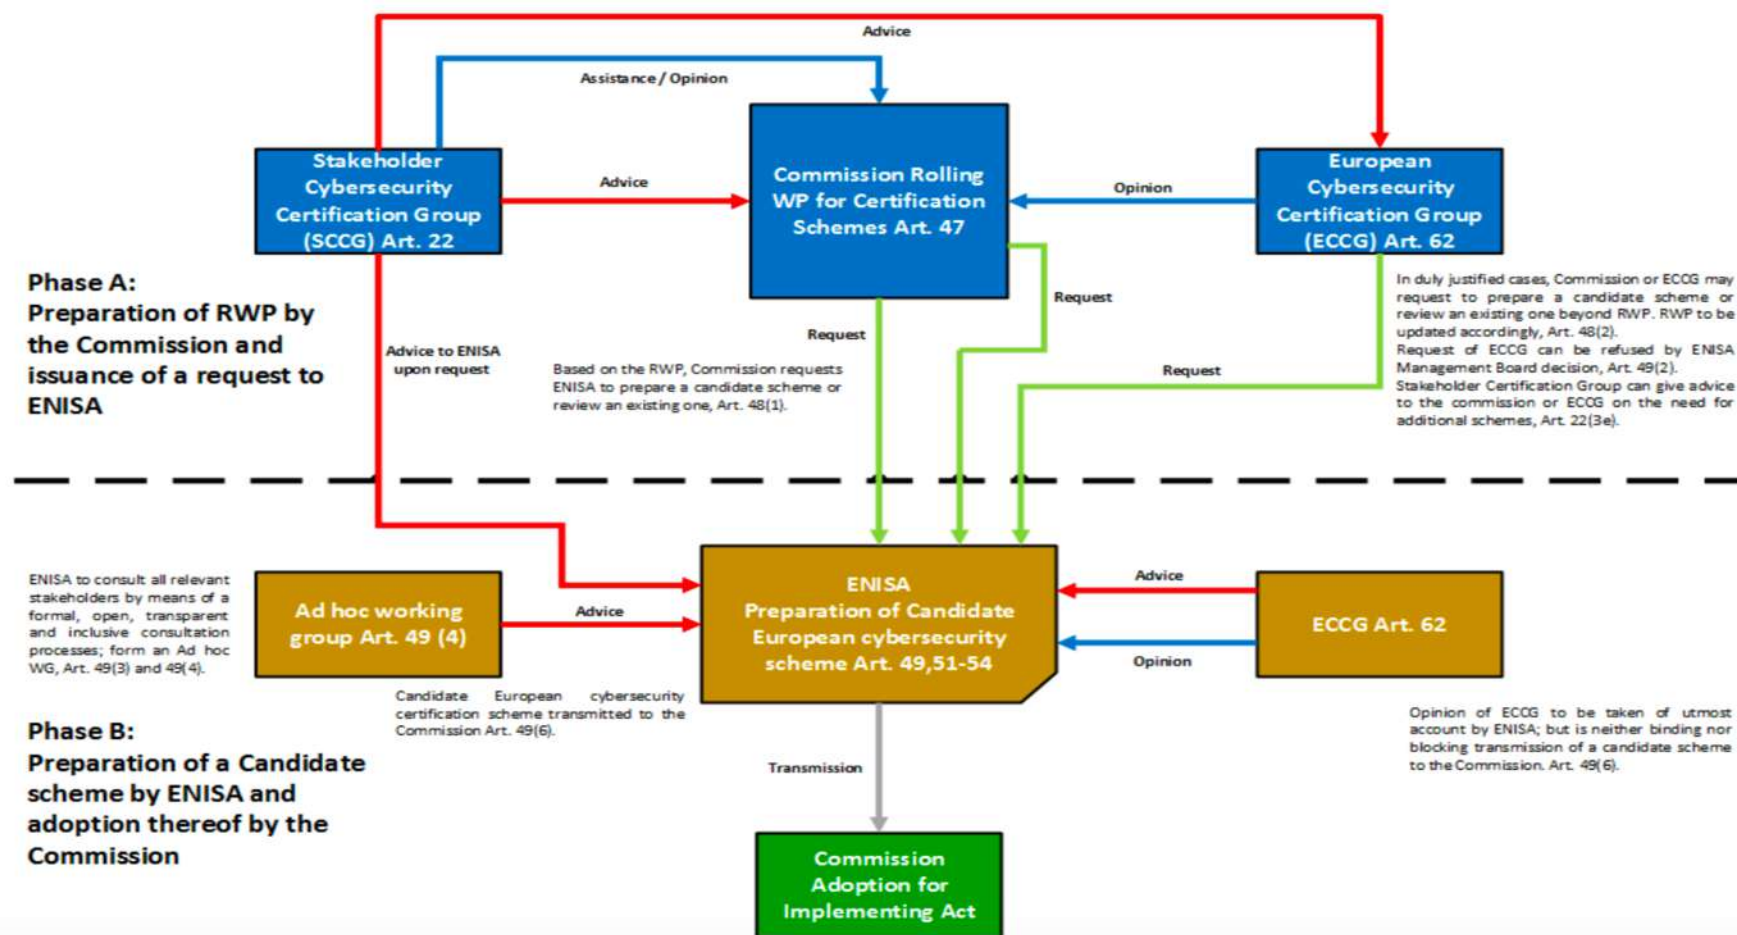 Advice
Assistance / Opinion
Stakeholder
Cybersecurity
Certification Group
(SCCG) Art. 22
Advice
Commission Rolling
WP for Certification
Schemes Art. 47
Opinion
European
Cybersecurity
Certification Group
(ECCG) Art. 62
Phase A:
Preparation of RWP by
the Commission and
issuance of a request to
ENISA
Advice to ENISA
upon request
Based on the RWP, Commission requests
ENISA to prepare a candidate scheme or
review an existing one, Art. 48(1).
Request
Request
Request
In duly justified cases, Commission or ECCG may
request to prepare a candidate scheme or
review an existing one beyond RWP. RWP to be
updated accordingly, Art. 48(2).
Request of ECCG can be refused by ENISA
Management Board decision, Art. 49(2).
Stakeholder Certification Group can give advice
to the commission or ECCG on the need for
additional schemes, Art. 22(3e).
ENISA to consult all relevant
stakeholders by means of a
formal, open, transparent
and inclusive consultation
processes; form an Ad hoc
WG, Art. 49(3) and 49(4).
Ad hoc working
group Art. 49 (4)
Advice
ENISA
Preparation of Candidate
European cybersecurity
scheme Art. 49,51-54
Advice
Opinion
ECCG Art. 62
Candidate European cybersecurity
certification scheme transmitted to the
Commission Art. 49(6).
Opinion of ECCG to be taken of utmost
account by ENISA; but is neither binding nor
blocking transmission of a candidate scheme
to the Commission. Art. 49(6).
Phase B:
Preparation of a Candidate
scheme by ENISA and
adoption thereof by the
Commission
Transmission
Commission
Adoption for
Implementing Act